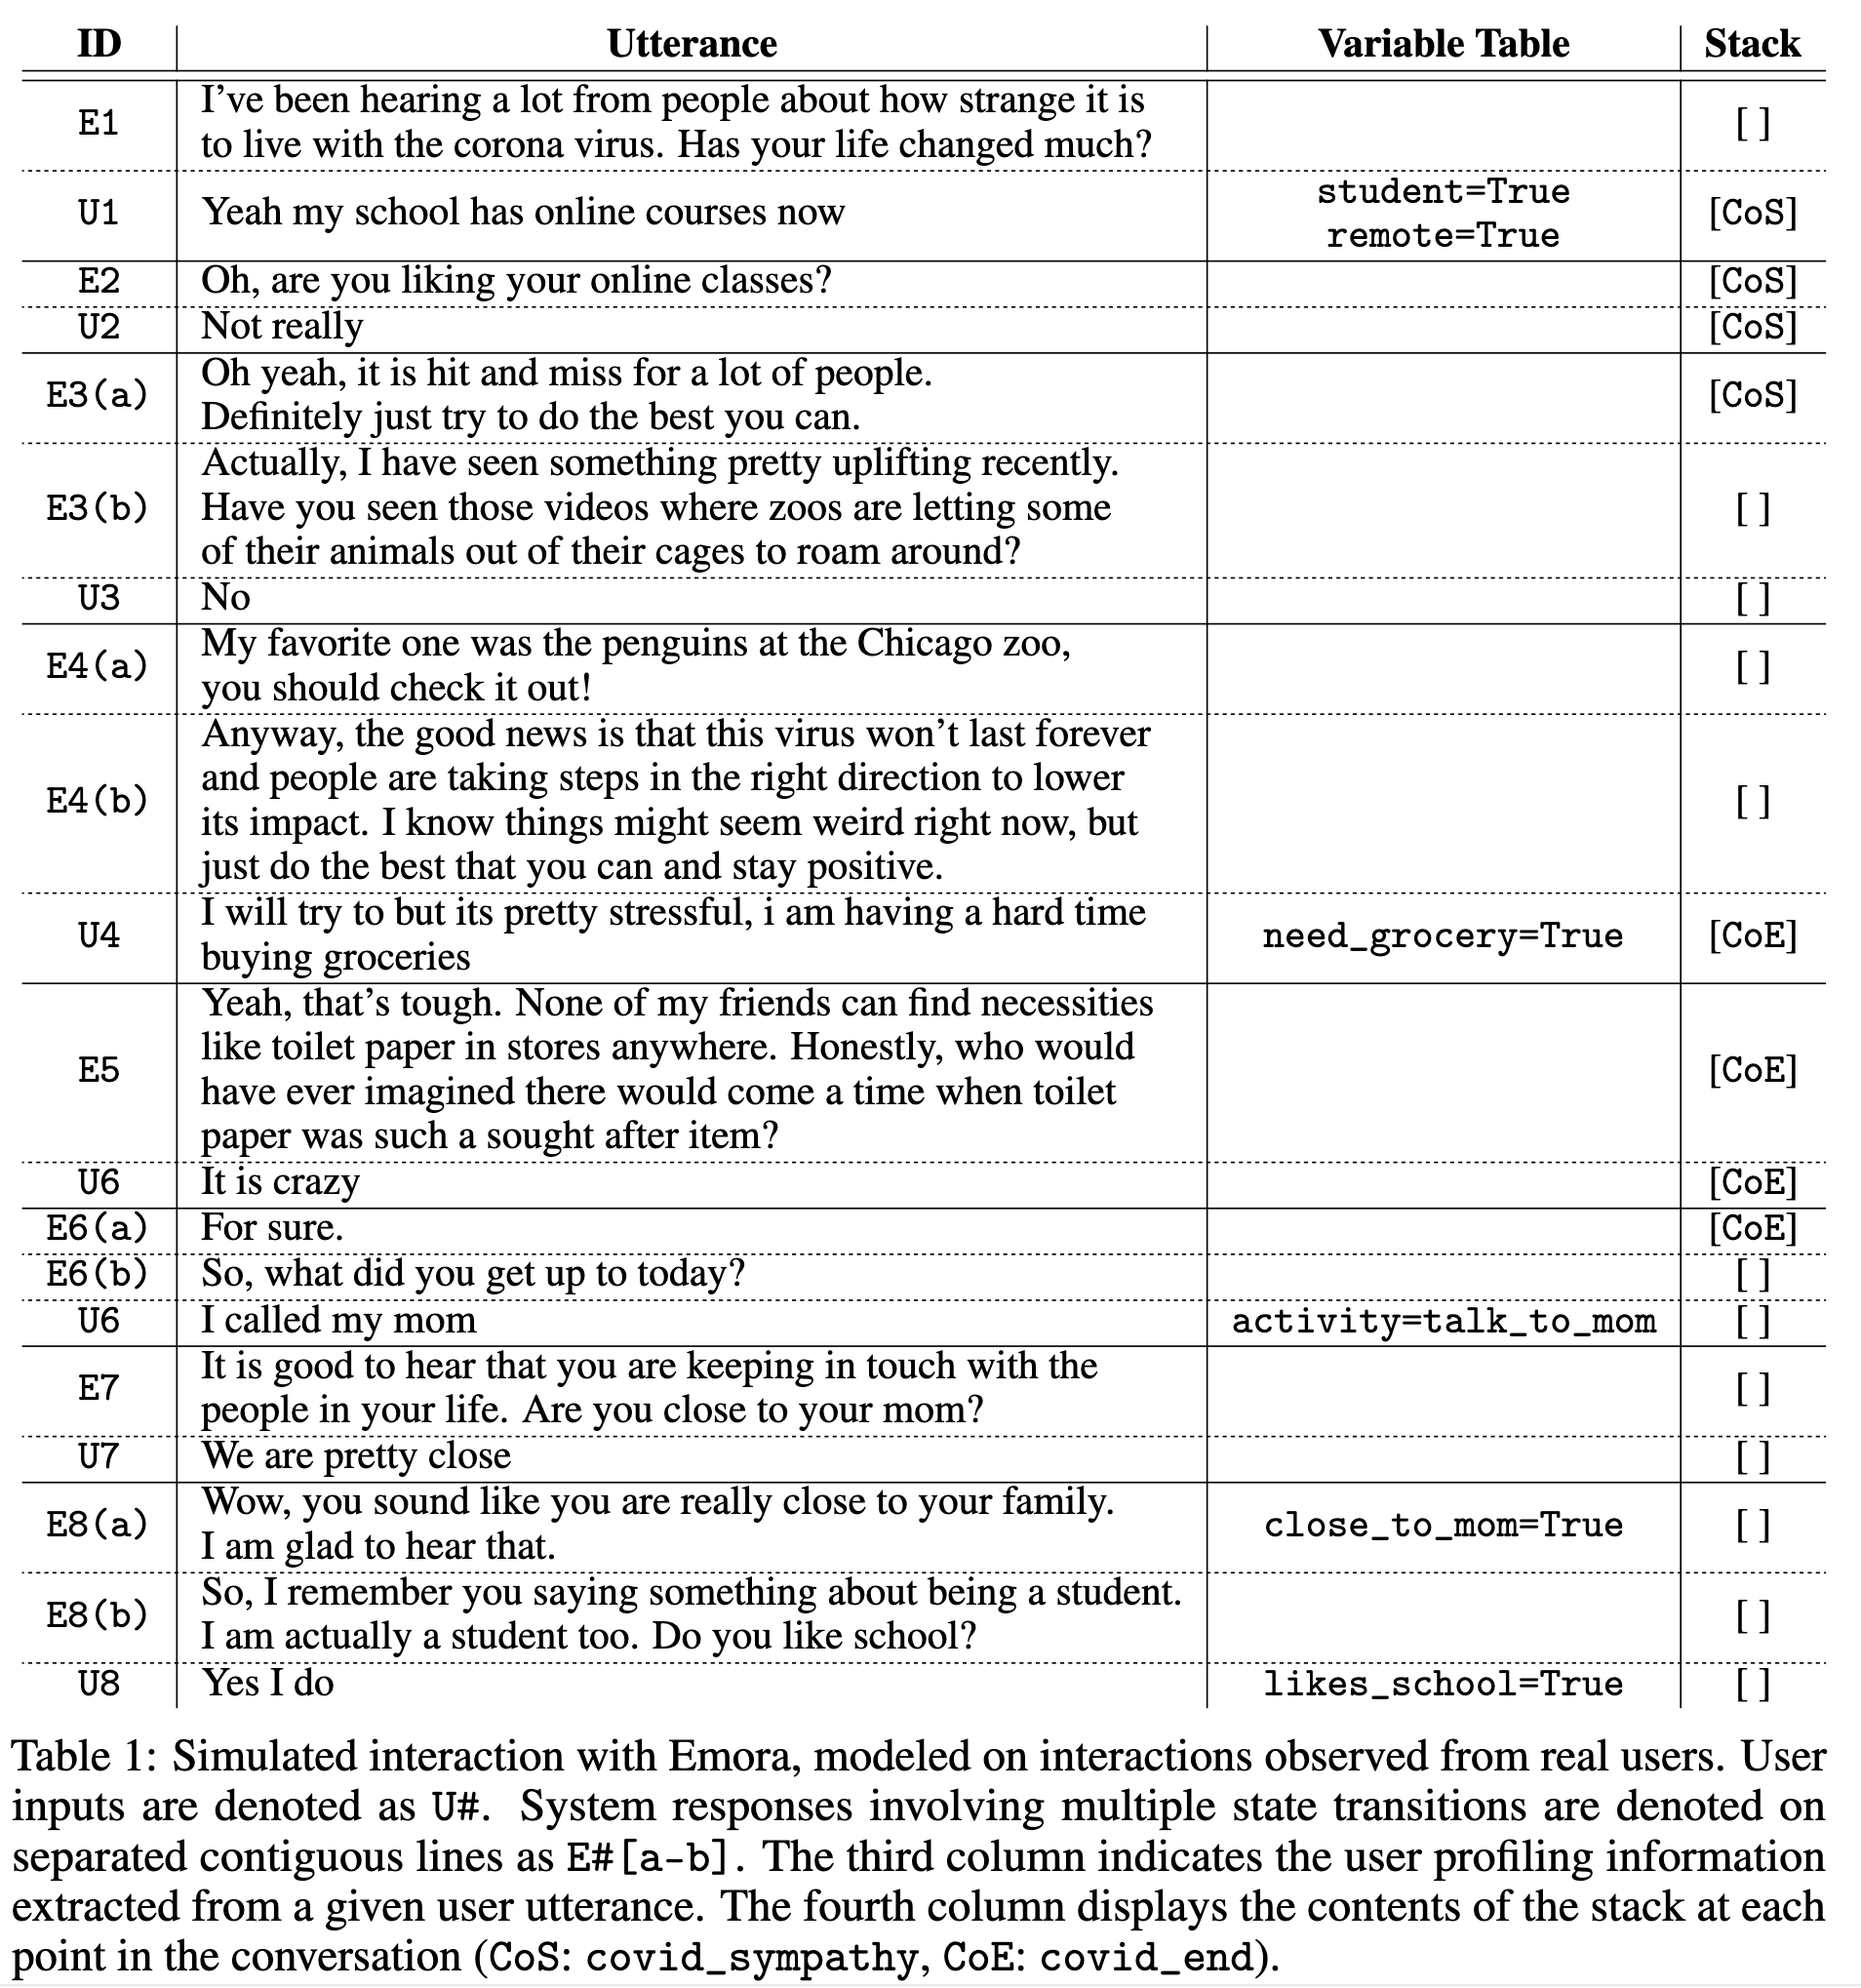 ID Utterance Variable Table Stack
E1 I've been hearing a lot from people about how strange it is
to live with the corona virus. Has your life changed much? []
U1 Yeah my school has online courses now student=True
remote=True [CoS]
E2 Oh, are you liking your online classes? [CoS]
U2 Not really [CoS]
E3(a) Oh yeah, it is hit and miss for a lot of people.
Definitely just try to do the best you can. [CoS]
E3(b) Actually, I have seen something pretty uplifting recently.
Have you seen those videos where zoos are letting some
of their animals out of their cages to roam around? []
U3 No []
E4(a) My favorite one was the penguins at the Chicago zoo,
you should check it out! []
E4(b) Anyway, the good news is that this virus won't last forever
and people are taking steps in the right direction to lower
its impact. I know things might seem weird right now, but
just do the best that you can and stay positive. []
U4 I will try to but its pretty stressful, i am having a hard time
buying groceries need_grocery=True [CoE]
E5 Yeah, that's tough. None of my friends can find necessities
like toilet paper in stores anywhere. Honestly, who would
have ever imagined there would come a time when toilet
paper was such a sought after item? [CoE]
U6 It is crazy [CoE]
E6(a) For sure. [CoE]
E6(b) So, what did you get up to today? []
U6 I called my mom activity=talk_to_mom []
E7 It is good to hear that you are keeping in touch with the
people in your life. Are you close to your mom? []
U7 We are pretty close []
E8(a) Wow, you sound like you are really close to your family.
I am glad to hear that. close_to_mom=True []
E8(b) So, I remember you saying something about being a student.
I am actually a student too. Do you like school? []
U8 Yes I do likes_school=True []
Table 1: Simulated interaction with Emora, modeled on interactions observed from real users. User
inputs are denoted as U#. System responses involving multiple state transitions are denoted on
separated contiguous lines as E#[a-b]. The third column indicates the user profiling information
extracted from a given user utterance. The fourth column displays the contents of the stack at each
point in the conversation (CoS: covid_sympathy, CoE: covid_end).